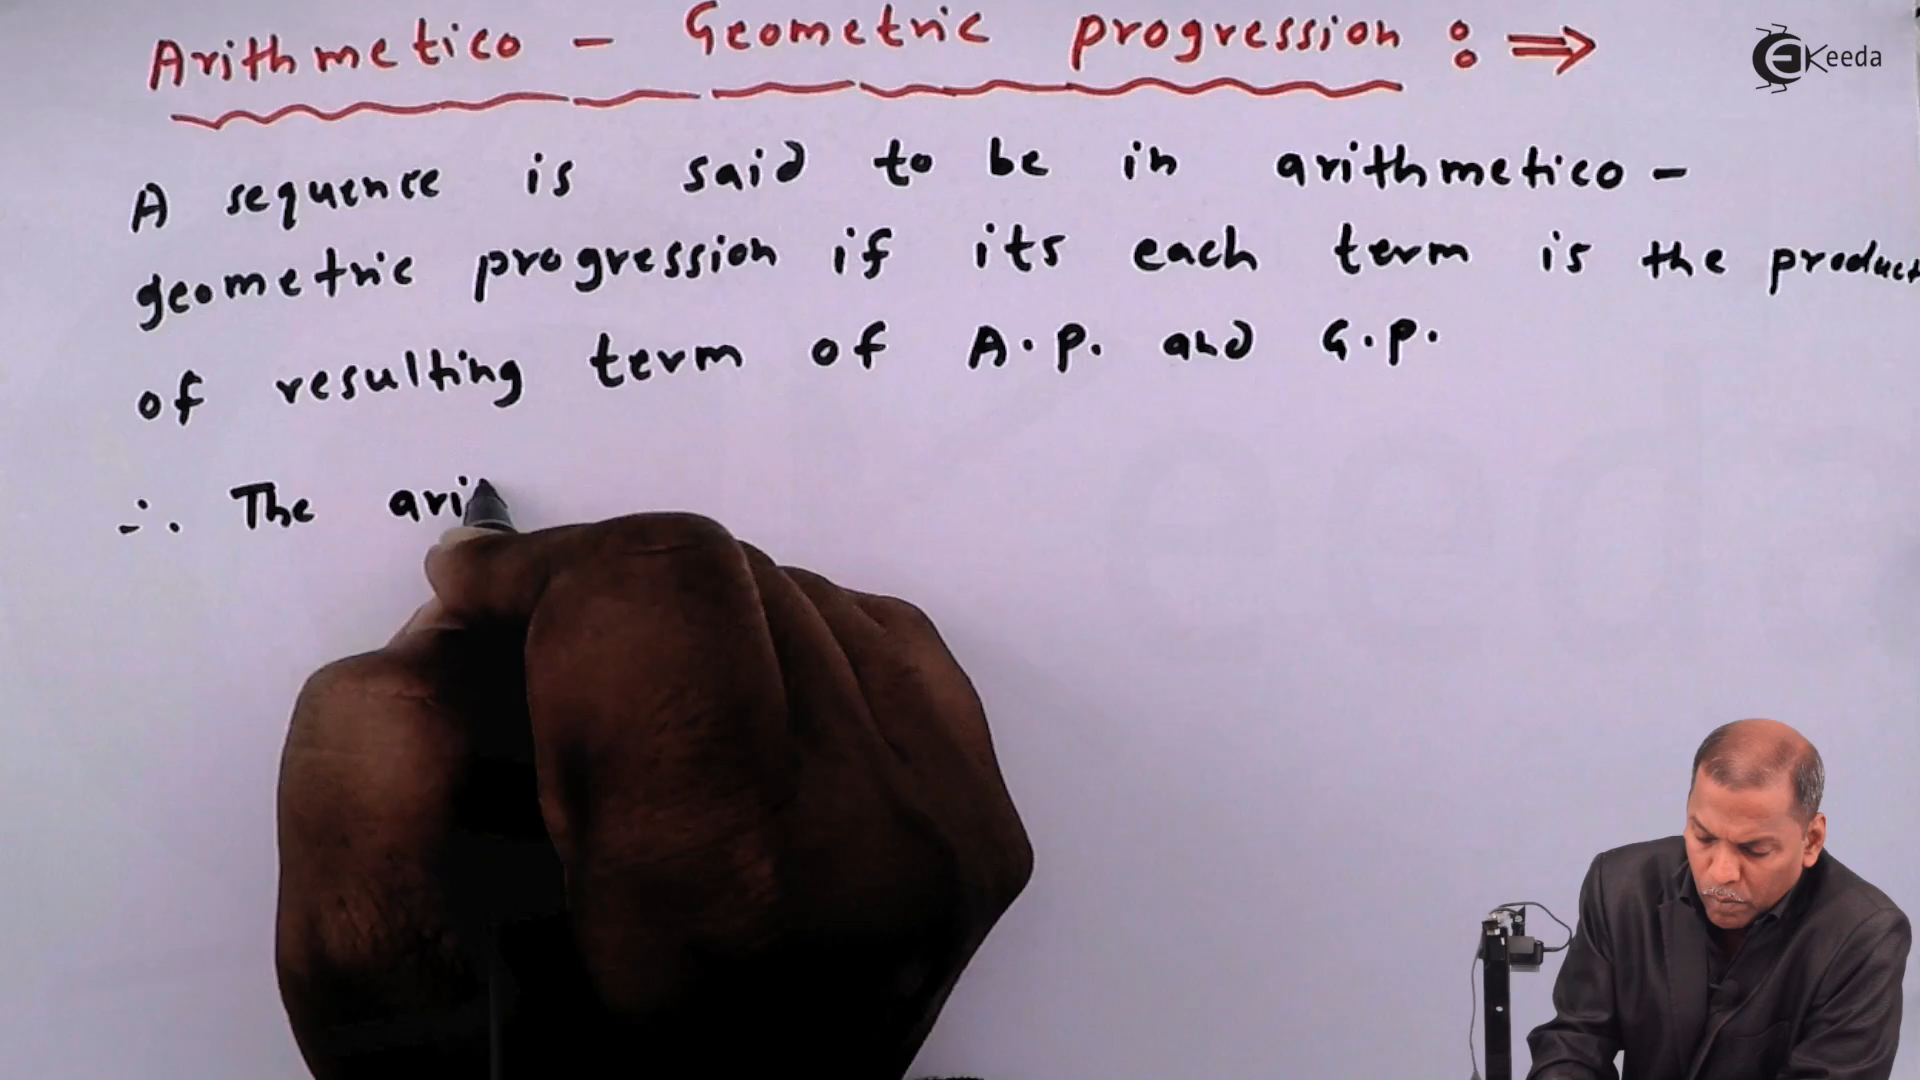 Arithmetico - Geometric progression : ⇒
Keeda
A sequence is said to be in arithmetico -
geometric progression if its each term is the product
of resulting term of A.P. and G.P.
∴ The ari